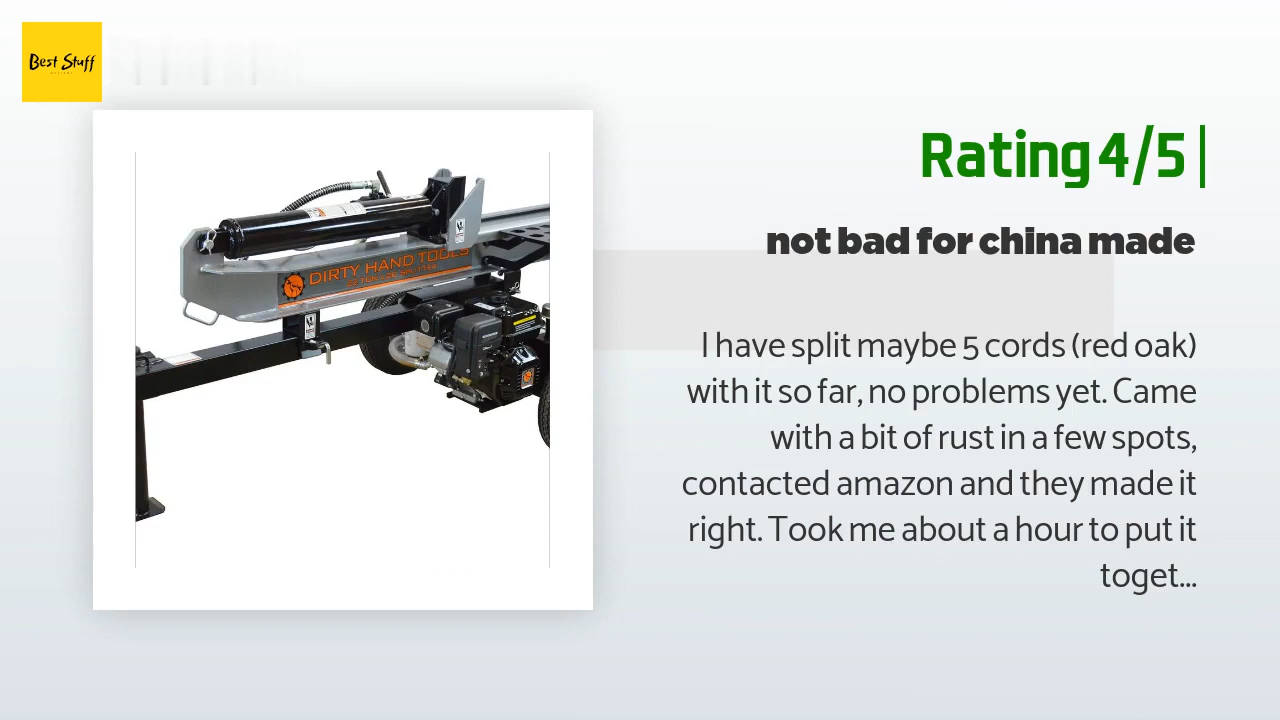 Best Stuff
Rating 4/5 |
not bad for china made
DIRTY HAND TOOLS
I have split maybe 5 cords (red oak)
with it so far, no problems yet. Came
with a bit of rust in a few spots,
contacted amazon and they made it
right. Took me about a hour to put it
toget...